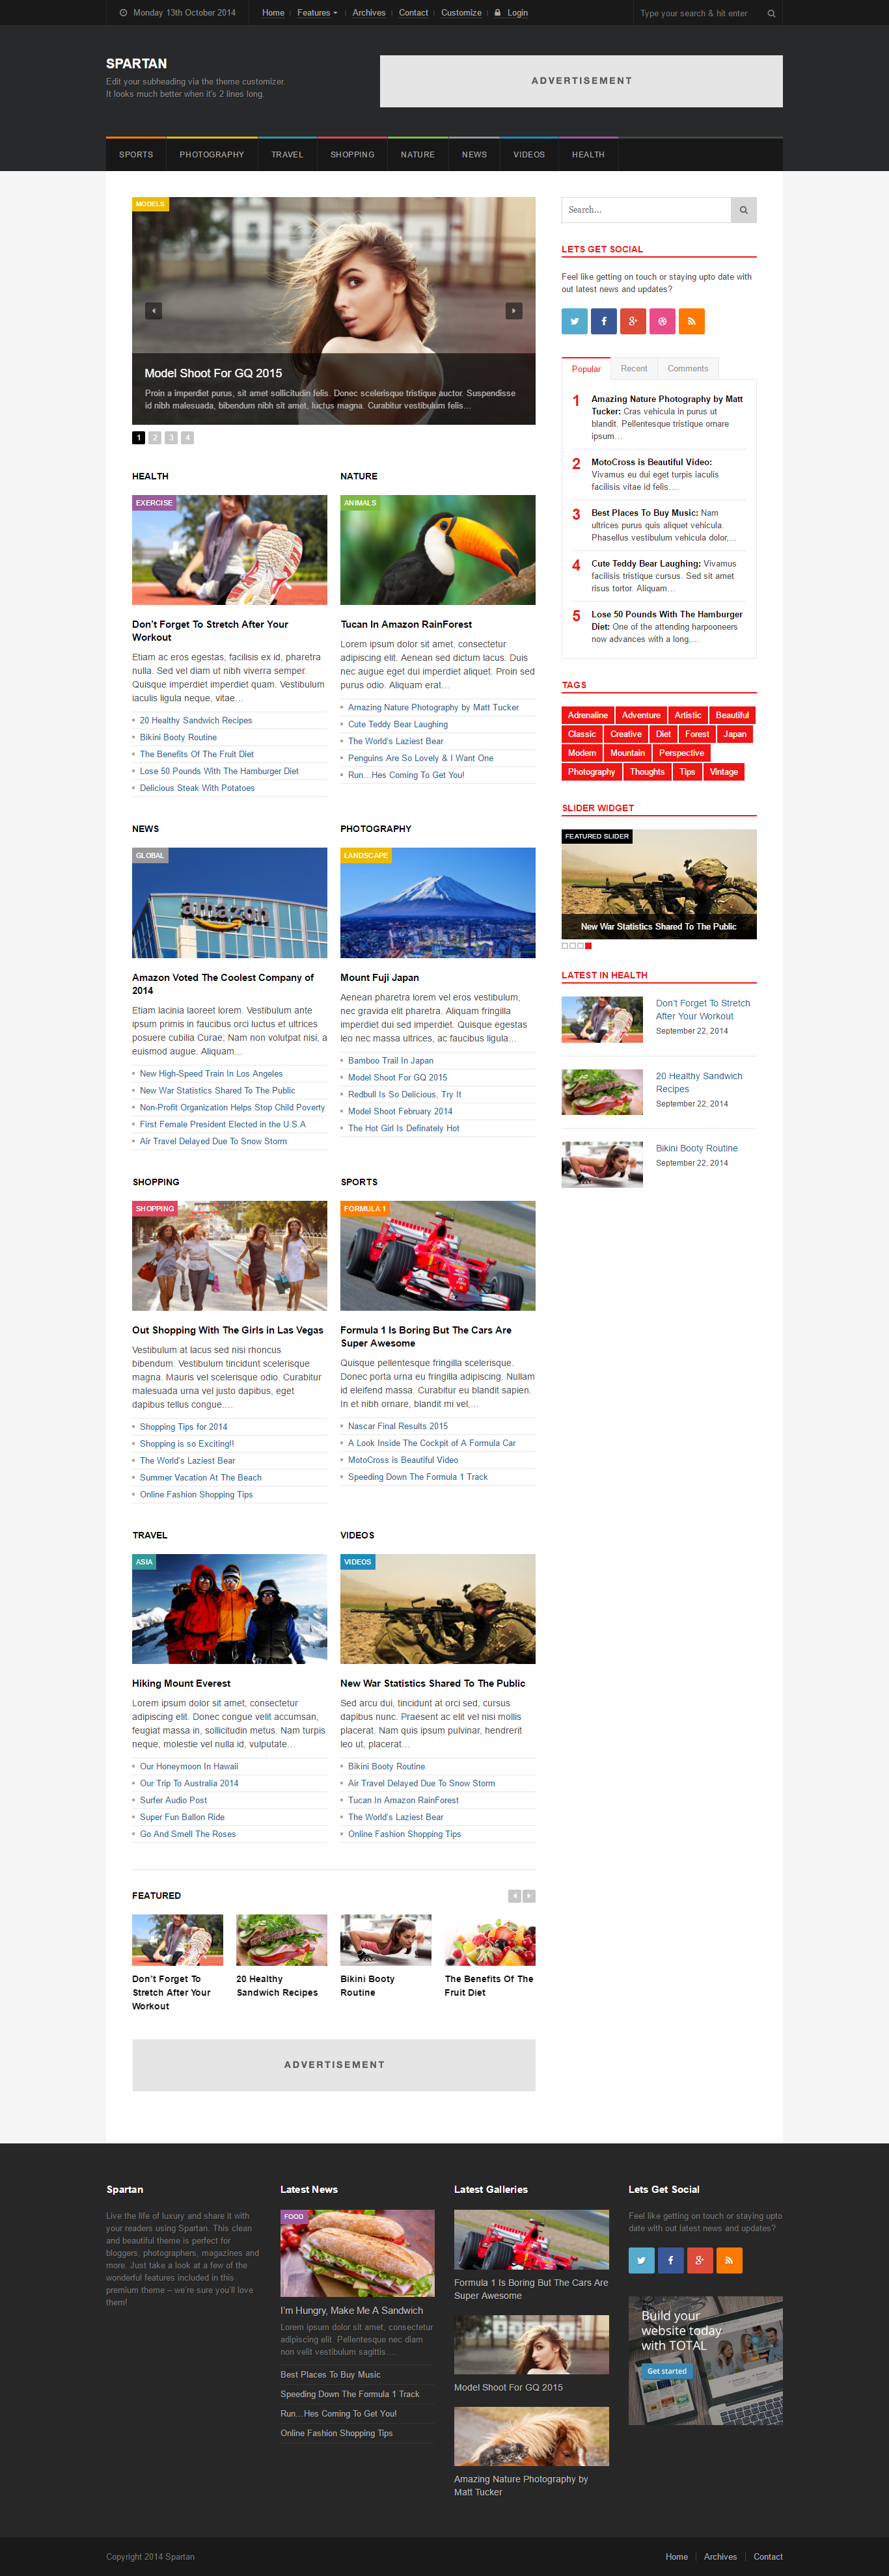 Monday 13th October 2014
Home
Features
Archives
Contact
Customize
Login
Type your search & hit enter
SPARTAN
Edit your subheading via the theme customizer.
It looks much better when it's 2 lines long.
ADVERTISEMENT
SPORTS
PHOTOGRAPHY
TRAVEL
SHOPPING
NATURE
NEWS
VIDEOS
HEALTH
MODELS
Model Shoot For GQ 2015
Proin a imperdiet purus, sit amet sollicitudin felis. Donec scelerisque tristique auctor. Suspendisse
id nibh malesuada, bibendum nibh sit amet, luctus magna. Curabitur vestibulum felis...
1 2 3 4
HEALTH
EXERCISE
Don't Forget To Stretch After Your
Workout
Etiam ac eros egestas, facilisis ex id, pharetra
nulla. Sed vel diam ut nibh viverra semper.
Quisque imperdiet imperdiet quam. Vestibulum
iaculis ligula neque, vitae...
20 Healthy Sandwich Recipes
Bikini Booty Routine
The Benefits Of The Fruit Diet
Lose 50 Pounds With The Hamburger Diet
Delicious Steak With Potatoes
NATURE
ANIMALS
Tucan In Amazon RainForest
Lorem ipsum dolor sit amet, consectetur
adipiscing elit. Aenean sed dictum lacus. Duis
nec augue eget dui imperdiet aliquet. Proin sed
purus odio. Aliquam erat...
Amazing Nature Photography by Matt Tucker
Cute Teddy Bear Laughing
The World's Laziest Bear
Penguins Are So Lovely & I Want One
Run...Hes Coming To Get You!
NEWS
GLOBAL
amazon
Amazon Voted The Coolest Company of
2014
Etiam lacinia laoreet lorem. Vestibulum ante
ipsum primis in faucibus orci luctus et ultrices
posuere cubilia Curae; Nam non volutpat nisi, a
euismod augue. Aliquam...
New High-Speed Train In Los Angeles
New War Statistics Shared To The Public
Non-Profit Organization Helps Stop Child Poverty
First Female President Elected in the U.S.A
Air Travel Delayed Due To Snow Storm
PHOTOGRAPHY
LANDSCAPE
Mount Fuji Japan
Aenean pharetra lorem vel eros vestibulum,
nec gravida elit pharetra. Aliquam fringilla
imperdiet dui sed imperdiet. Quisque egestas
leo nec massa ultrices, ac faucibus ligula...
Bamboo Trail In Japan
Model Shoot For GQ 2015
Redbull Is So Delicious, Try It
Model Shoot February 2014
The Hot Girl Is Definately Hot
SHOPPING
SHOPPING
Out Shopping With The Girls in Las Vegas
Vestibulum at lacus sed nisi rhoncus
bibendum. Vestibulum tincidunt scelerisque
magna. Mauris vel scelerisque odio. Curabitur
malesuada urna vel justo dapibus, eget
dapibus tellus congue....
Shopping Tips for 2014
Shopping is so Exciting!!
The World's Laziest Bear
Summer Vacation At The Beach
Online Fashion Shopping Tips
SPORTS
FORMULA 1
Formula 1 Is Boring But The Cars Are
Super Awesome
Quisque pellentesque fringilla scelerisque.
Donec porta urna eu fringilla adipiscing. Nullam
id eleifend massa. Curabitur eu blandit sapien.
In et nibh ornare, blandit mi vel,...
Nascar Final Results 2015
A Look Inside The Cockpit of A Formula Car
MotoCross is Beautiful Video
Speeding Down The Formula 1 Track
TRAVEL
ASIA
Hiking Mount Everest
Lorem ipsum dolor sit amet, consectetur
adipiscing elit. Donec congue velit accumsan,
feugiat massa in, sollicitudin metus. Nam turpis
neque, molestie vel nulla id, vulputate...
Our Honeymoon In Hawaii
Our Trip To Australia 2014
Surfer Audio Post
Super Fun Ballon Ride
Go And Smell The Roses
VIDEOS
VIDEOS
New War Statistics Shared To The Public
Sed arcu dui, tincidunt at orci sed, cursus
dapibus nunc. Praesent ac elit vel nisi mollis
placerat. Nam quis ipsum pulvinar, hendrerit
leo ut, placerat...
Bikini Booty Routine
Air Travel Delayed Due To Snow Storm
Tucan In Amazon RainForest
The World's Laziest Bear
Online Fashion Shopping Tips
FEATURED
Don't Forget To
Stretch After Your
Workout
20 Healthy
Sandwich Recipes
Bikini Booty
Routine
The Benefits Of The
Fruit Diet
ADVERTISEMENT
Search...
LETS GET SOCIAL
Feel like getting on touch or staying upto date with
out latest news and updates?
Popular
Recent
Comments
1
Amazing Nature Photography by Matt
Tucker: Cras vehicula in purus ut
blandit. Pellentesque tristique ornare
ipsum...
2
MotoCross is Beautiful Video:
Vivamus eu dui eget turpis iaculis
facilisis vitae id felis....
3
Best Places To Buy Music: Nam
ultrices purus quis aliquet vehicula.
Phasellus vestibulum vehicula dolor,...
4
Cute Teddy Bear Laughing: Vivamus
facilisis tristique cursus. Sed sit amet
risus tortor. Aliquam...
5
Lose 50 Pounds With The Hamburger
Diet: One of the attending harpooneers
now advances with a long,...
TAGS
Adrenaline Adventure Artistic Beautiful
Classic Creative Diet Forest Japan
Modern Mountain Perspective
Photography Thoughts Tips Vintage
SLIDER WIDGET
FEATURED SLIDER
New War Statistics Shared To The Public
LATEST IN HEALTH
Don't Forget To Stretch
After Your Workout
September 22, 2014
20 Healthy Sandwich
Recipes
September 22, 2014
Bikini Booty Routine
September 22, 2014
Spartan
Live the life of luxury and share it with
your readers using Spartan. This clean
and beautiful theme is perfect for
bloggers, photographers, magazines and
more. Just take a look at a few of the
wonderful features included in this
premium theme – we're sure you'll love
them!
Latest News
FOOD
I'm Hungry, Make Me A Sandwich
Lorem ipsum dolor sit amet, consectetur
adipiscing elit. Pellentesque nec diam
non velit vestibulum sagittis....
Best Places To Buy Music
Speeding Down The Formula 1 Track
Run...Hes Coming To Get You!
Online Fashion Shopping Tips
Latest Galleries
Formula 1 Is Boring But The Cars Are
Super Awesome
Model Shoot For GQ 2015
Amazing Nature Photography by
Matt Tucker
Lets Get Social
Feel like getting on touch or staying upto
date with out latest news and updates?
Build your
website today
with TOTAL
Get started
Copyright 2014 Spartan
Home
Archives
Contact